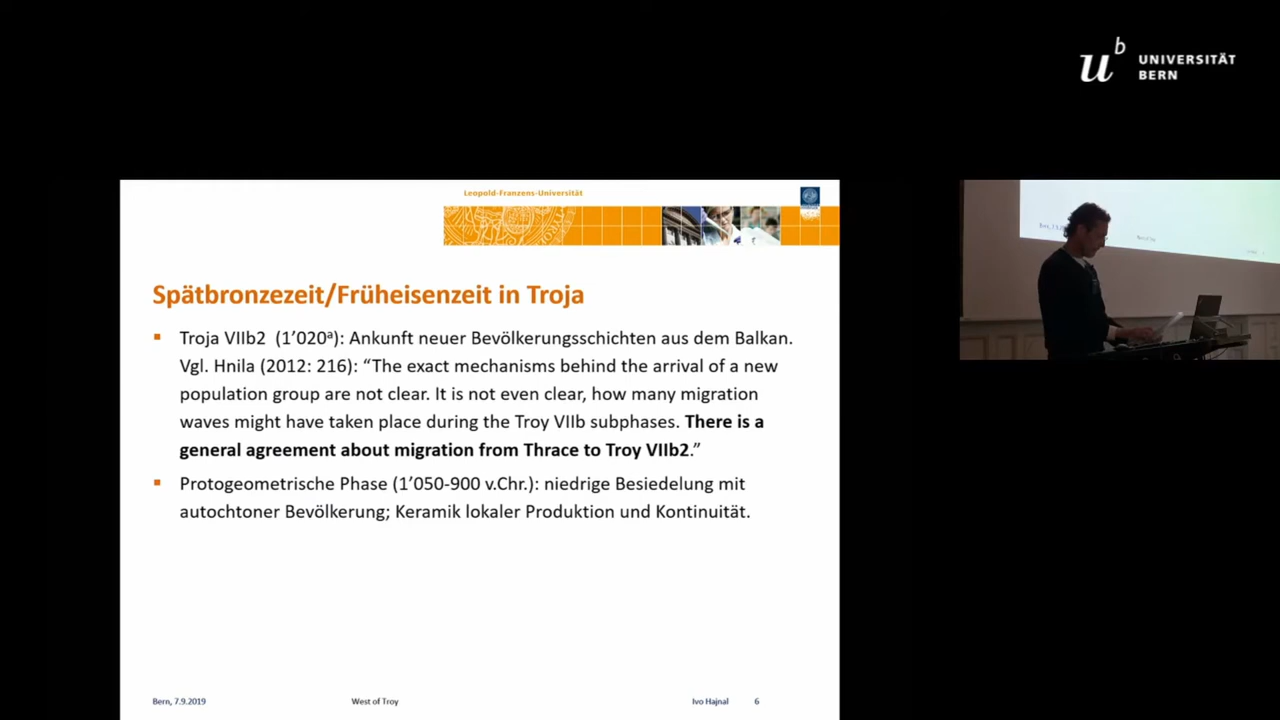 u
b
UNIVERSITÄT
BERN
Leopold-Franzens-Universität
Spätbronzezeit/Früheisenzeit in Troja
▪ Troja VIIb2 (1’020ª): Ankunft neuer Bevölkerungsschichten aus dem Balkan.
Vgl. Hnila (2012: 216): “The exact mechanisms behind the arrival of a new
population group are not clear. It is not even clear, how many migration
waves might have taken place during the Troy VIIb subphases. There is a
general agreement about migration from Thrace to Troy VIIb2.”
▪ Protogeometrische Phase (1’050-900 v.Chr.): niedrige Besiedelung mit
autochtoner Bevölkerung; Keramik lokaler Produktion und Kontinuität.
Bern, 7.9.2019
West of Troy
Ivo Hajnal
6